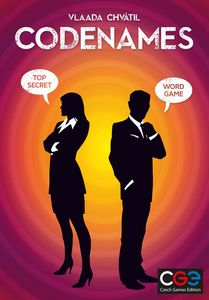 VLAADA CHVÁTIL
CODENAMES
TOP
SECRET
WORD
GAME
CGE
Czech Games Edition